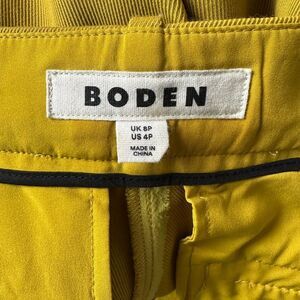 BODEN
UK 8P
US 4P
MADE IN
CHINA